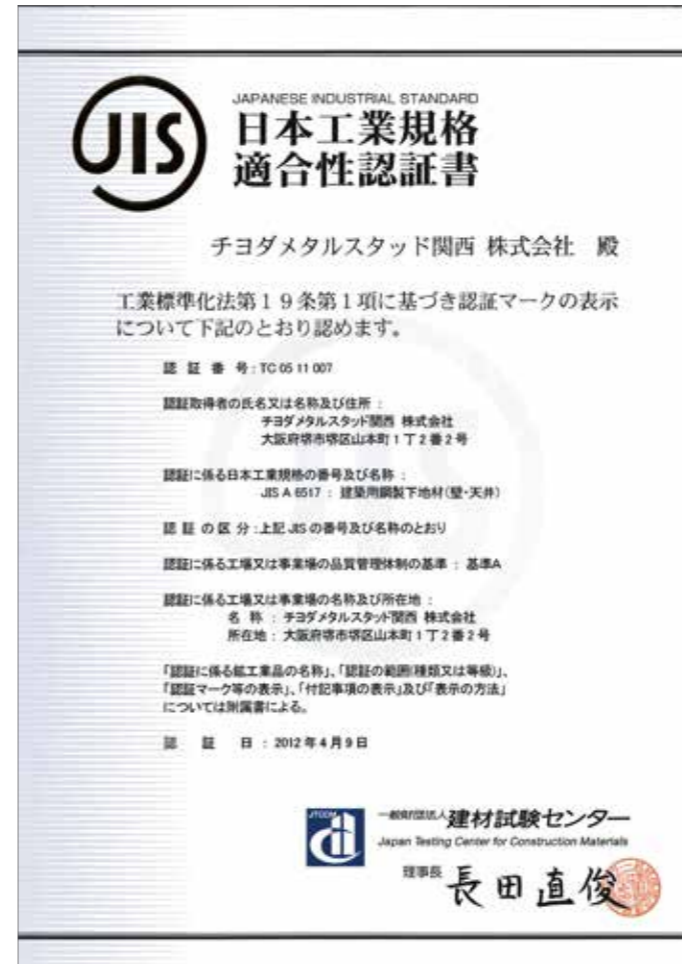 JIS
JAPANESE INDUSTRIAL STANDARD
日本工業規格
適合性認証書
チヨダメタルスタッド関西 株式会社 殿
工業標準化法第19条第1項に基づき認証マークの表示
について下記のとおり認めます。
認 証 番 号 : TC 05 11 007
認証取得者の氏名又は名称及び住所 :
チヨダメタルスタッド関西 株式会社
大阪府堺市堺区山本町1丁2番2号
認証に係る日本工業規格の番号及び名称 :
JIS A 6517 : 建築用鋼製下地材(壁・天井)
認 証 の 区 分 : 上記 JIS の番号及び名称のとおり
認証に係る工場又は事業場の品質管理体制の基準 : 基準A
認証に係る工場又は事業場の名称及び所在地 :
名 称 : チヨダメタルスタッド関西 株式会社
所在地 : 大阪府堺市堺区山本町1丁2番2号
「認証に係る鉱工業品の名称」、「認証の範囲(種類又は等級)」、
「認証マーク等の表示」、「付記事項の表示」及び「表示の方法」
については附属書による。
認 証 日 : 2012年4月9日
JTCCM
一般財団法人 建材試験センター
Japan Testing Center for Construction Materials
理事長 長田直俊